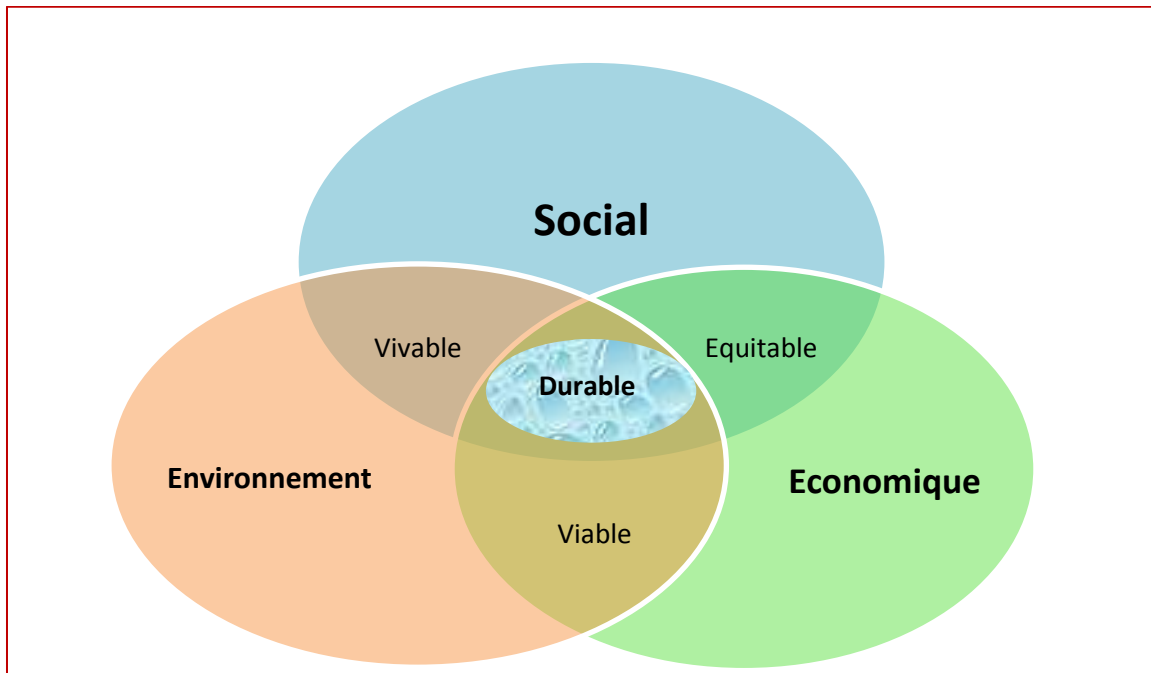 Social
Vivable
Equitable
Durable
Environnement
Economique
Viable